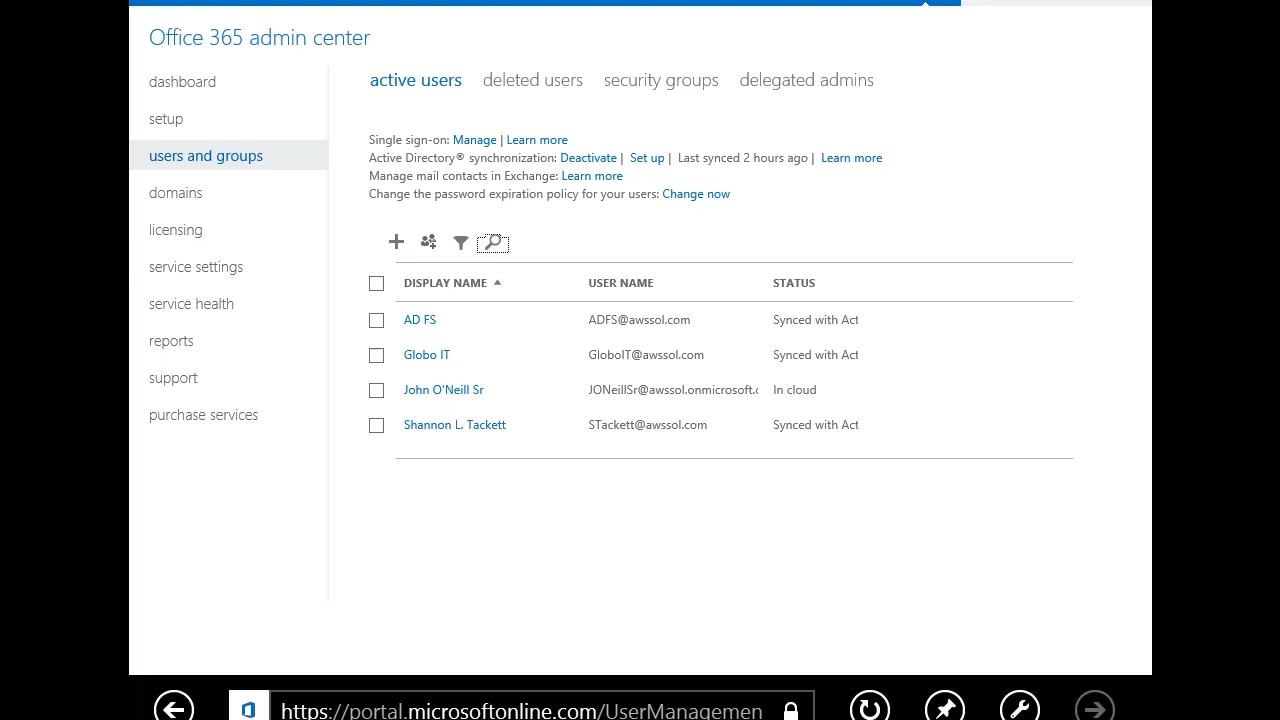 Office 365 admin center
dashboard
setup
users and groups
domains
licensing
service settings
service health
reports
support
purchase services
active users deleted users security groups delegated admins
Single sign-on: Manage | Learn more
Active Directory® synchronization: Deactivate | Set up | Last synced 2 hours ago | Learn more
Manage mail contacts in Exchange: Learn more
Change the password expiration policy for your users: Change now
DISPLAY NAME USER NAME STATUS
AD FS ADFS@awssol.com Synced with Act
Globo IT GloboIT@awssol.com Synced with Act
John O'Neill Sr JONeillSr@awssol.onmicrosoft.c In cloud
Shannon L. Tackett STackett@awssol.com Synced with Act
https://portal.microsoftonline.com/UserManagemen